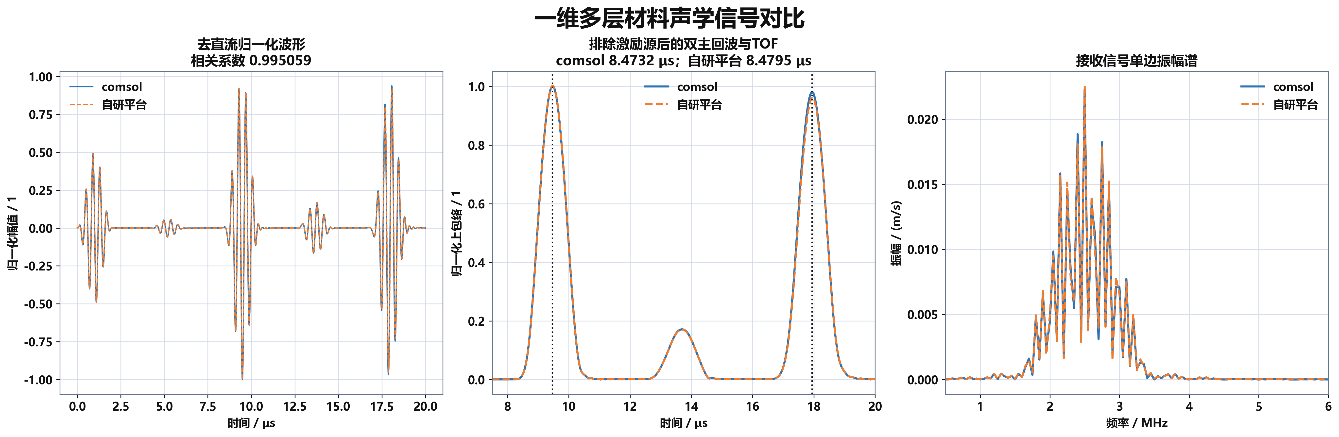 一维多层材料声学信号对比
去直流归一化波形
相关系数 0.995059
1.00
0.75
0.50
0.25
0.00
-0.25
-0.50
-0.75
-1.00
归一化幅值 / 1
comsol
自研平台
0.0
2.5
5.0
7.5
10.0
12.5
15.0
17.5
20.0
时间 / μs
排除激励源后的双主回波与TOF
comsol 8.4732 μs；自研平台 8.4795 μs
1.0
0.8
0.6
0.4
0.2
0.0
归一化上包络 / 1
comsol
自研平台
8
10
12
14
16
18
20
时间 / μs
接收信号单边振幅谱
0.020
0.015
0.010
0.005
0.000
振幅 / (m/s)
comsol
自研平台
1
2
3
4
5
6
频率 / MHz